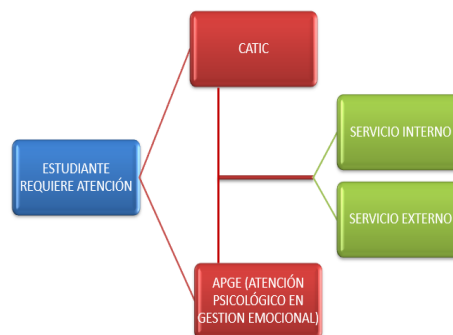 CATIC
ESTUDIANTE
REQUIERE ATENCIÓN
SERVICIO INTERNO
SERVICIO EXTERNO
APGE (ATENCIÓN
PSICOLÓGICO EN
GESTION EMOCIONAL)